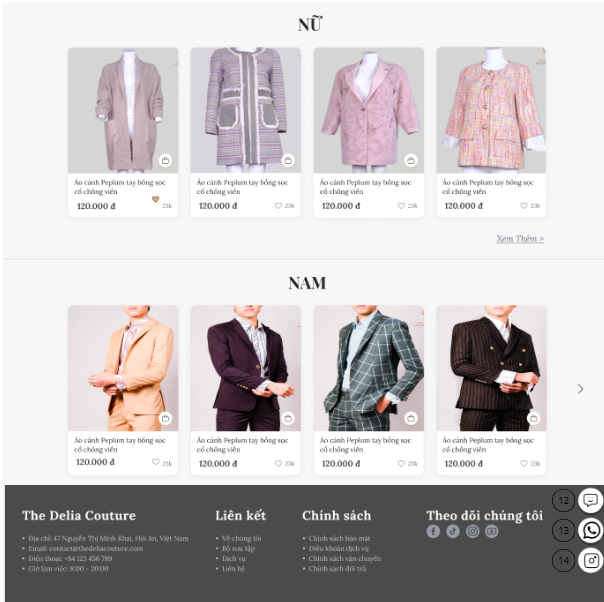 NỮ
Áo cánh Peplum tay bồng sọc
cổ chông viền
120.000 đ
23k
Áo cánh Peplum tay bồng sọc
cổ chông viền
120.000 đ
23k
Áo cánh Peplum tay bồng sọc
cổ chông viền
120.000 đ
23k
Áo cánh Peplum tay bồng sọc
cổ chông viền
120.000 đ
23k
Xem Thêm >
NAM
Áo cánh Peplum tay bồng sọc
cổ chông viền
120.000 đ
23k
Áo cánh Peplum tay bồng sọc
cổ chông viền
120.000 đ
23k
Áo cánh Peplum tay bồng sọc
cổ chông viền
120.000 đ
23k
Áo cánh Peplum tay bồng sọc
cổ chông viền
120.000 đ
23k
The Delia Couture
• Địa chỉ: 47 Nguyễn Thị Minh Khai, Hội An, Việt Nam
• Email: contact@thedeliacouture.com
• Điện thoại: +84 123 456 789
• Giờ làm việc: 8:00 - 20:00
Liên kết
• Về chúng tôi
• Bộ sưu tập
• Dịch vụ
• Liên hệ
Chính sách
• Chính sách bảo mật
• Điều khoản dịch vụ
• Chính sách vận chuyển
• Chính sách đổi trả
Theo dõi chúng tôi
12
13
14